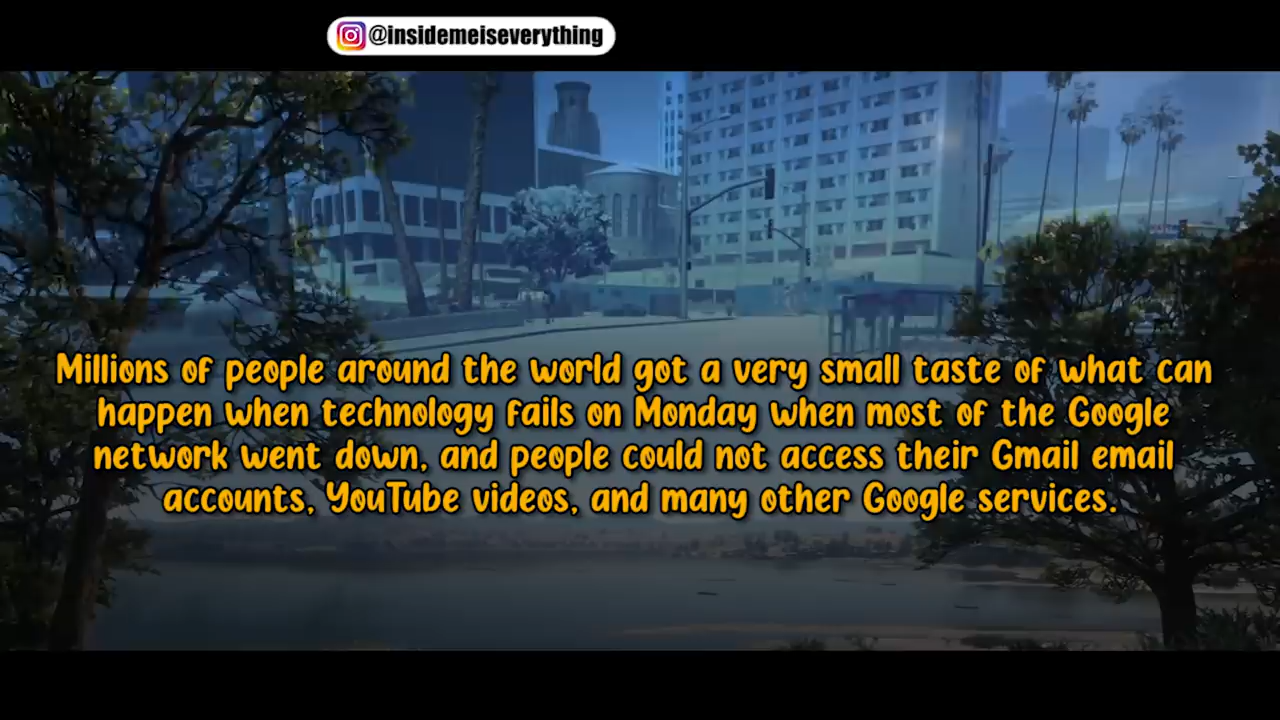 @insidemeiseverything
Millions of people around the world got a very small taste of what can
happen when technology fails on Monday when most of the Google
network went down, and people could not access their Gmail email
accounts, YouTube videos, and many other Google services.